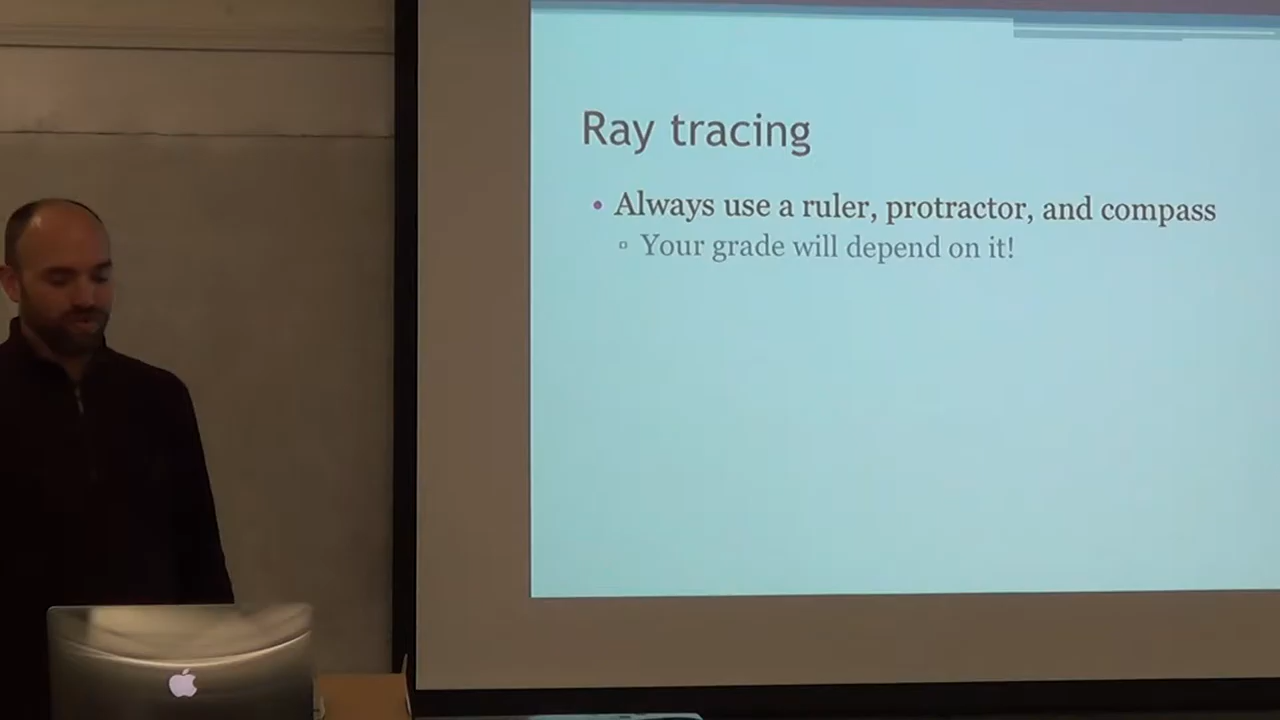 Ray tracing
• Always use a ruler, protractor, and compass
▫ Your grade will depend on it!